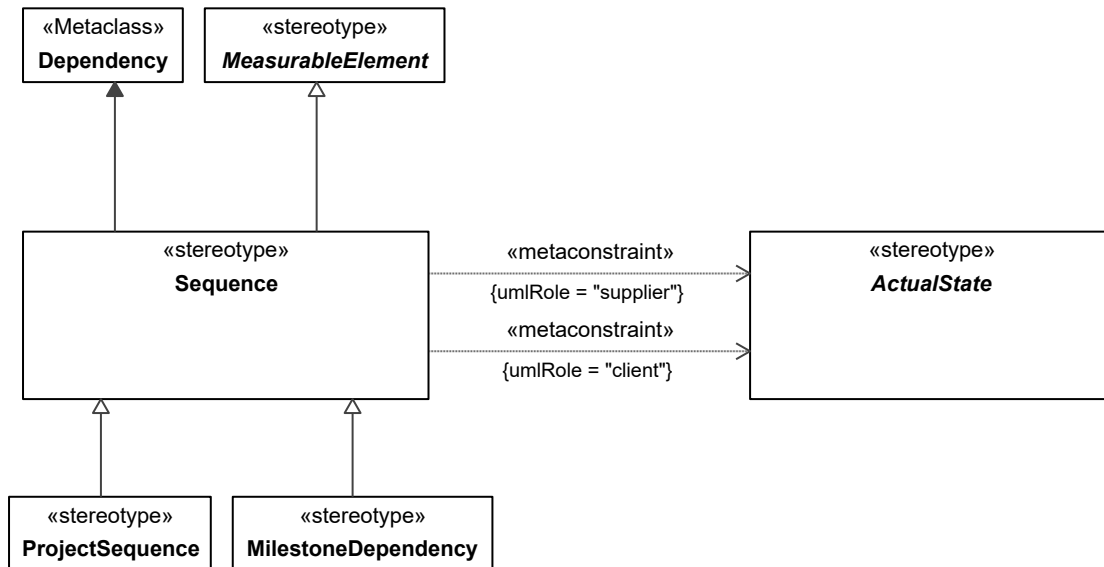 «Metaclass»
Dependency
«stereotype»
MeasurableElement
«stereotype»
Sequence
«metaconstraint»
{umlRole = "supplier"}
«metaconstraint»
{umlRole = "client"}
«stereotype»
ActualState
«stereotype»
ProjectSequence
«stereotype»
MilestoneDependency